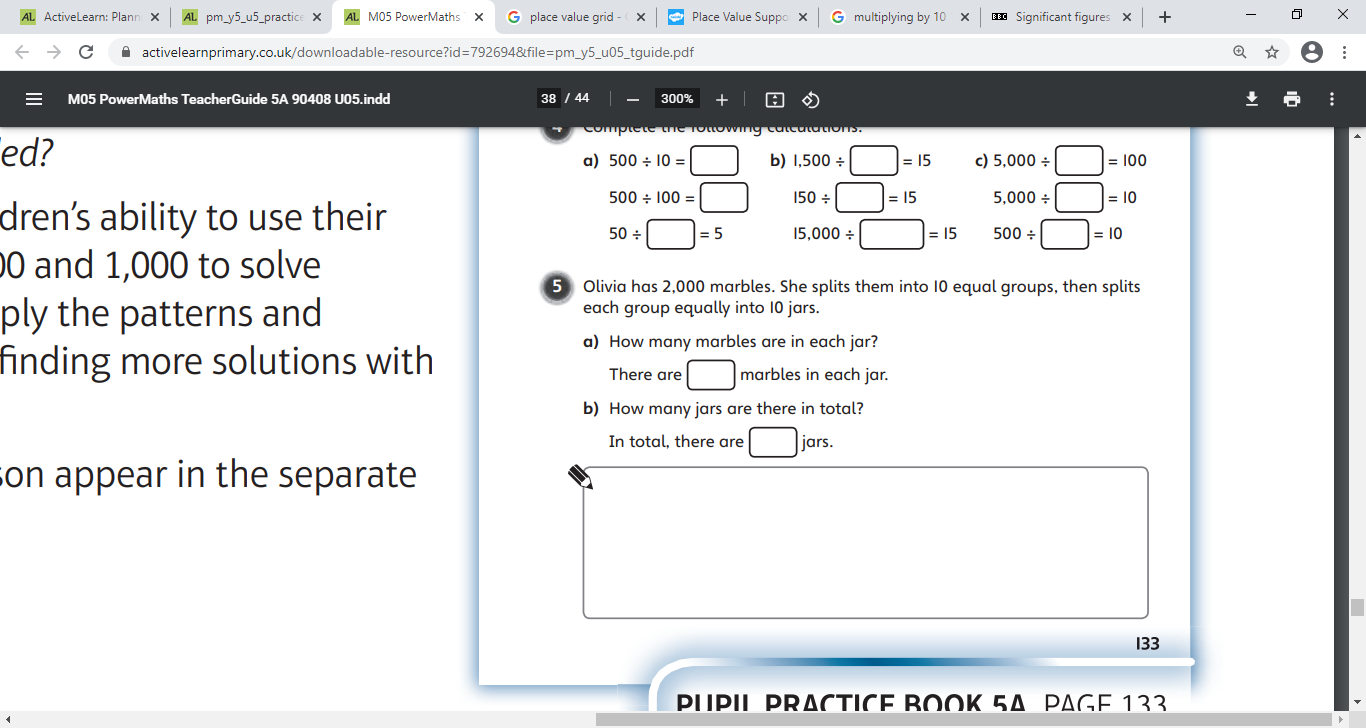 ActiveLearn: Plann
pm_y5_u5_practice
M05 PowerMaths
place value grid -
Place Value Suppo
multiplying by 10
BBC Significant figures
activelearnprimary.co.uk/downloadable-resource?id=792694&file=pm_y5_u05_tguide.pdf
M05 PowerMaths TeacherGuide 5A 90408 U05.indd 38 / 44 300%
ed?
dren's ability to use their
00 and 1,000 to solve
ply the patterns and
finding more solutions with
son appear in the separate
4 Complete the following calculations.
a) 500 ÷ 10 = b) 1,500 ÷ = 15 c) 5,000 ÷ = 100
500 ÷ 100 = 150 ÷ = 15 5,000 ÷ = 10
50 ÷ = 5 15,000 ÷ = 15 500 ÷ = 10
5 Olivia has 2,000 marbles. She splits them into 10 equal groups, then splits
each group equally into 10 jars.
a) How many marbles are in each jar?
There are marbles in each jar.
b) How many jars are there in total?
In total, there are jars.
133
PUPIL PRACTICE BOOK 5A PAGE 133